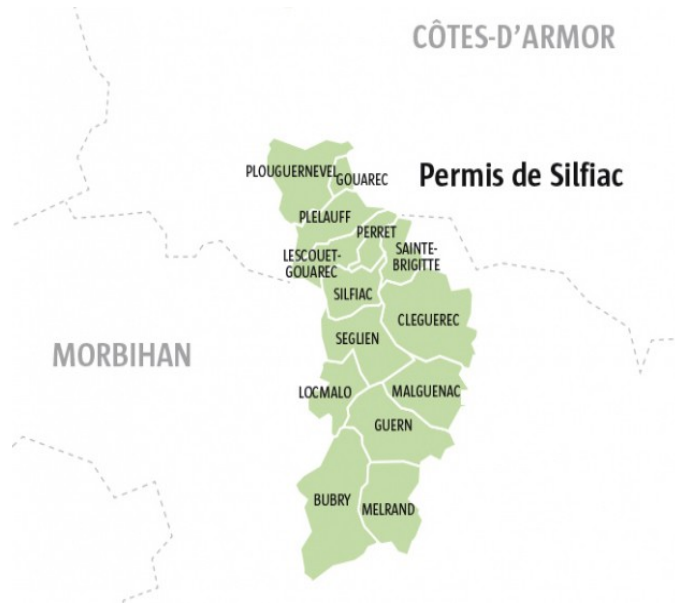 CÔTES-D'ARMOR
Permis de Silfiac
PLOUGUERNEVEL
GOUAREC
PLELAUFF
PERRET
SAINTE-
BRIGITTE
LESCOUET-
GOUAREC
SILFIAC
CLEGUEREC
SEGLIEN
MORBIHAN
LOCMALO
MALGUENAC
GUERN
BUBRY
MELRAND